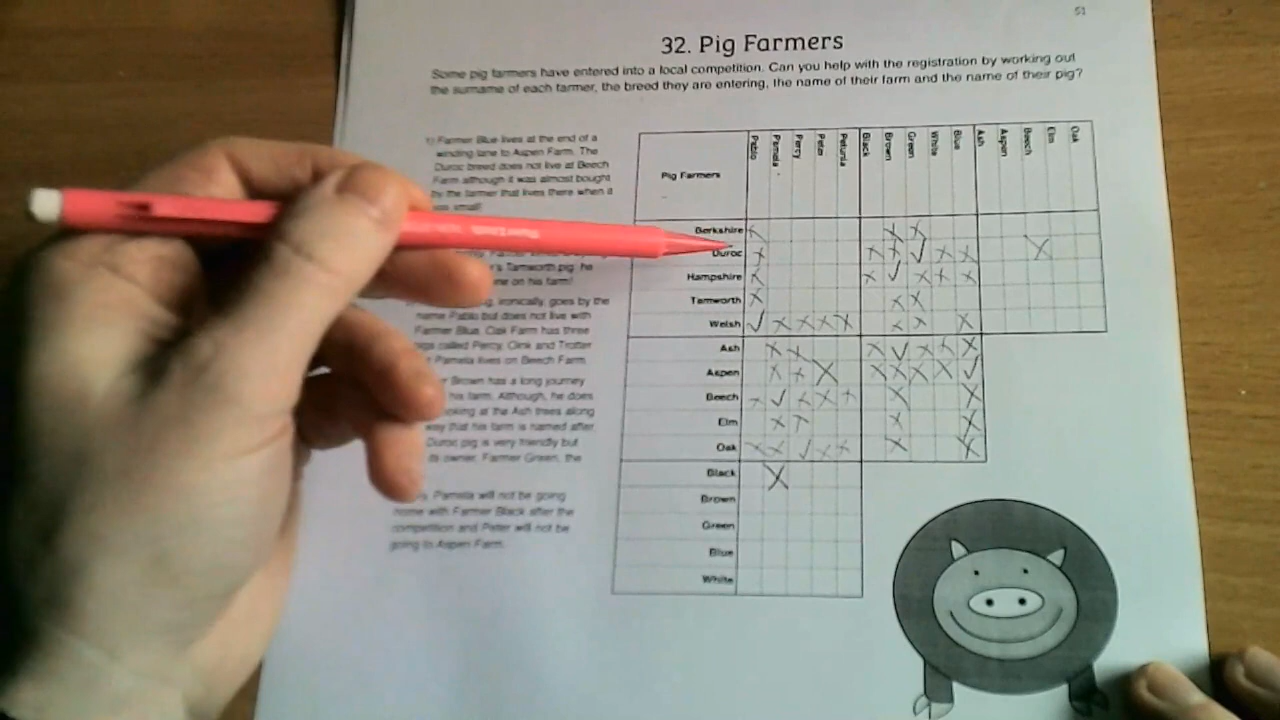 51
32. Pig Farmers
Some pig farmers have entered into a local competition. Can you help with the registration by working out
the surname of each farmer, the breed they are entering, the name of their farm and the name of their pig?
Farmer Blue lives at the end of a
winding lane to Aspen Farm. The
Duroc breed does not live at Beech
Farm although it was almost bought
by the farmer that lives there when it
was small!
Tamworth pig, he
on his farm!
ironically, goes by the
name Pablo but does not live with
Farmer Blue. Oak Farm has three
called Percy, Oink and Trotter
Pamela lives on Beech Farm.
Brown has a long journey
his farm. Although, he does
looking at the Ash trees along
way that his farm is named after.
Duroc pig is very friendly but
its owner, Farmer Green, the
Pamela will not be going
home with Farmer Black after the
competition and Peter will not be
going to Aspen Farm.
Pig Farmers
Pablo
Pamela
Percy
Peter
Petunia
Black
Brown
Green
White
Blue
Ash
Aspen
Beech
Elm
Oak
Berkshire
Duroc
Hampshire
Tamworth
Welsh
Ash
Aspen
Beech
Elm
Oak
Black
Brown
Green
Blue
White